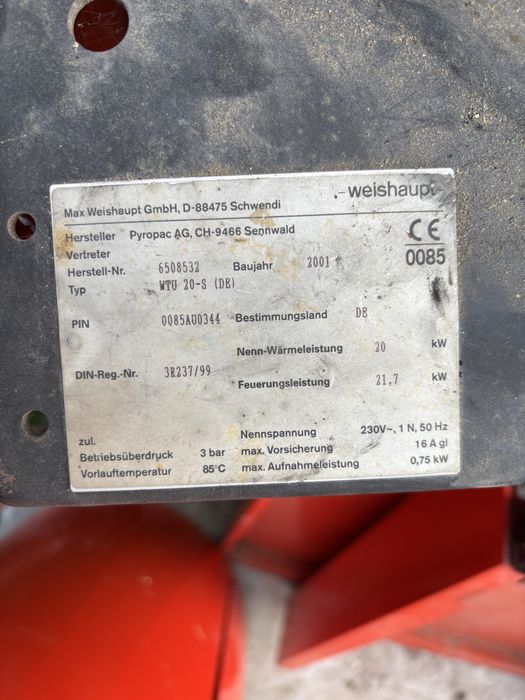 -weishaupt-
Max Weishaupt GmbH, D-88475 Schwendi
Hersteller Pyropac AG, CH-9466 Sennwald
CE
Vertreter
0085
Herstell-Nr. 6508532 Baujahr 2001
Typ WTU 20-S (DE)
PIN 0085AU0344 Bestimmungsland DE
Nenn-Wärmeleistung 20 kW
DIN-Reg.-Nr. 3R237/99
Feuerungsleistung 21,7 kW
zul. Nennspannung 230V~, 1 N, 50 Hz
Betriebsüberdruck 3 bar max. Vorsicherung 16 A gl
Vorlauftemperatur 85°C max. Aufnahmeleistung 0,75 kW